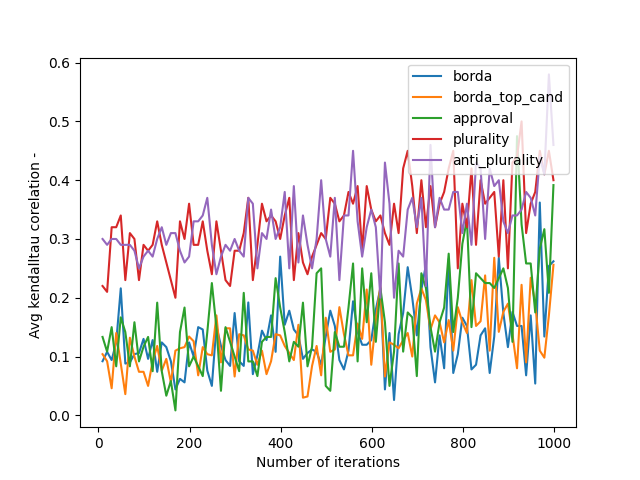 0.6
0.5
0.4
0.3
0.2
0.1
0.0
Avg kendalltau corelation -
borda
borda_top_cand
approval
plurality
anti_plurality
0 200 400 600 800 1000
Number of iterations